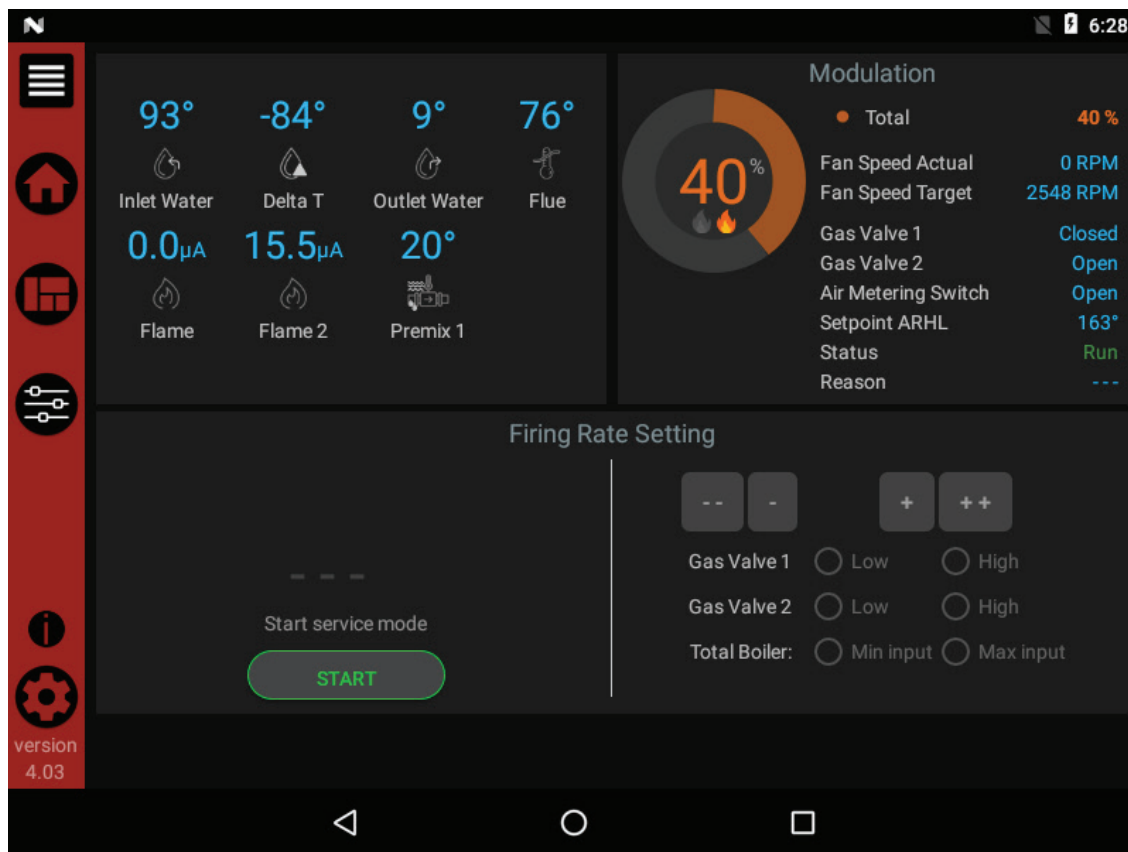 6:28
93° -84° 9° 76°
Inlet Water Delta T Outlet Water Flue
0.0µA 15.5µA 20°
Flame Flame 2 Premix 1
Modulation
40 %
Total 40 %
Fan Speed Actual 0 RPM
Fan Speed Target 2548 RPM
Gas Valve 1 Closed
Gas Valve 2 Open
Air Metering Switch Open
Setpoint ARHL 163°
Status Run
Reason ---
Firing Rate Setting
---
Start service mode
START
-- - + ++
Gas Valve 1 Low High
Gas Valve 2 Low High
Total Boiler: Min input Max input
i
version
4.03